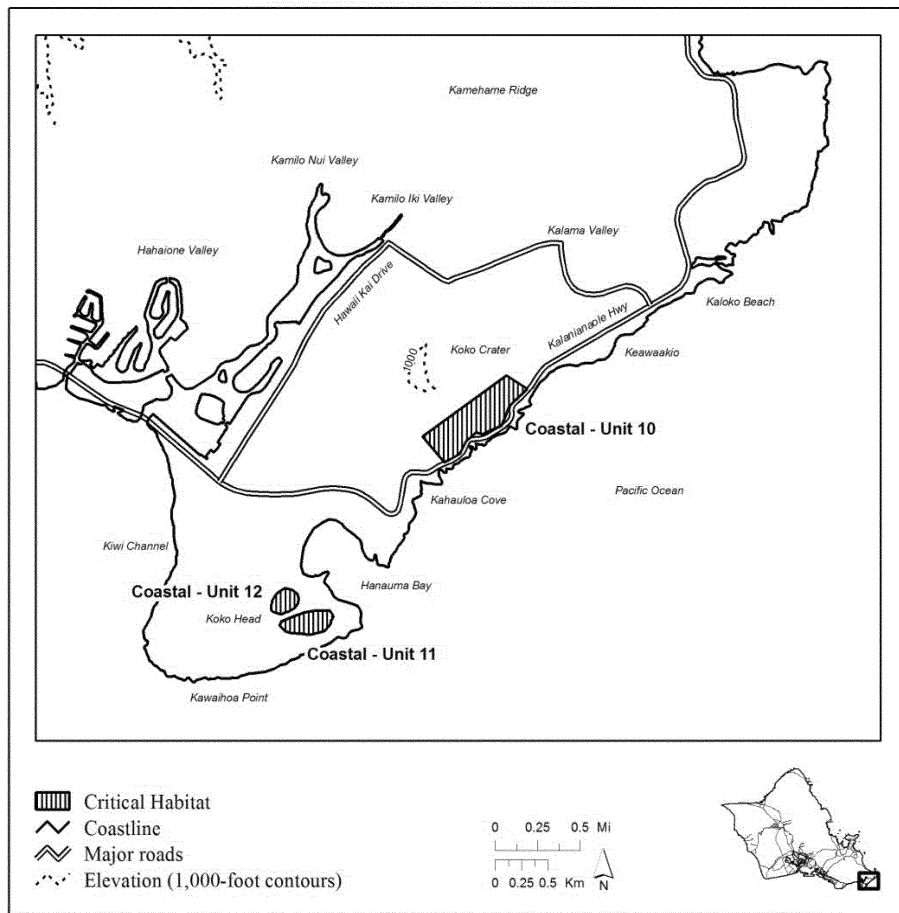 Kamehame Ridge
Kamilo Nui Valley
Kamilo Iki Valley
Hahaione Valley
Kalama Valley
Hawaii Kai Drive
Kaloko Beach
Kalanianaole Hwy
Koko Crater
Keawaakio
1000
Coastal - Unit 10
Kahauloa Cove
Pacific Ocean
Kiwi Channel
Hanauma Bay
Coastal - Unit 12
Koko Head
Coastal - Unit 11
Kawaihoa Point
Critical Habitat
Coastline
Major roads
Elevation (1,000-foot contours)
0 0.25 0.5 Mi
0 0.25 0.5 Km
N